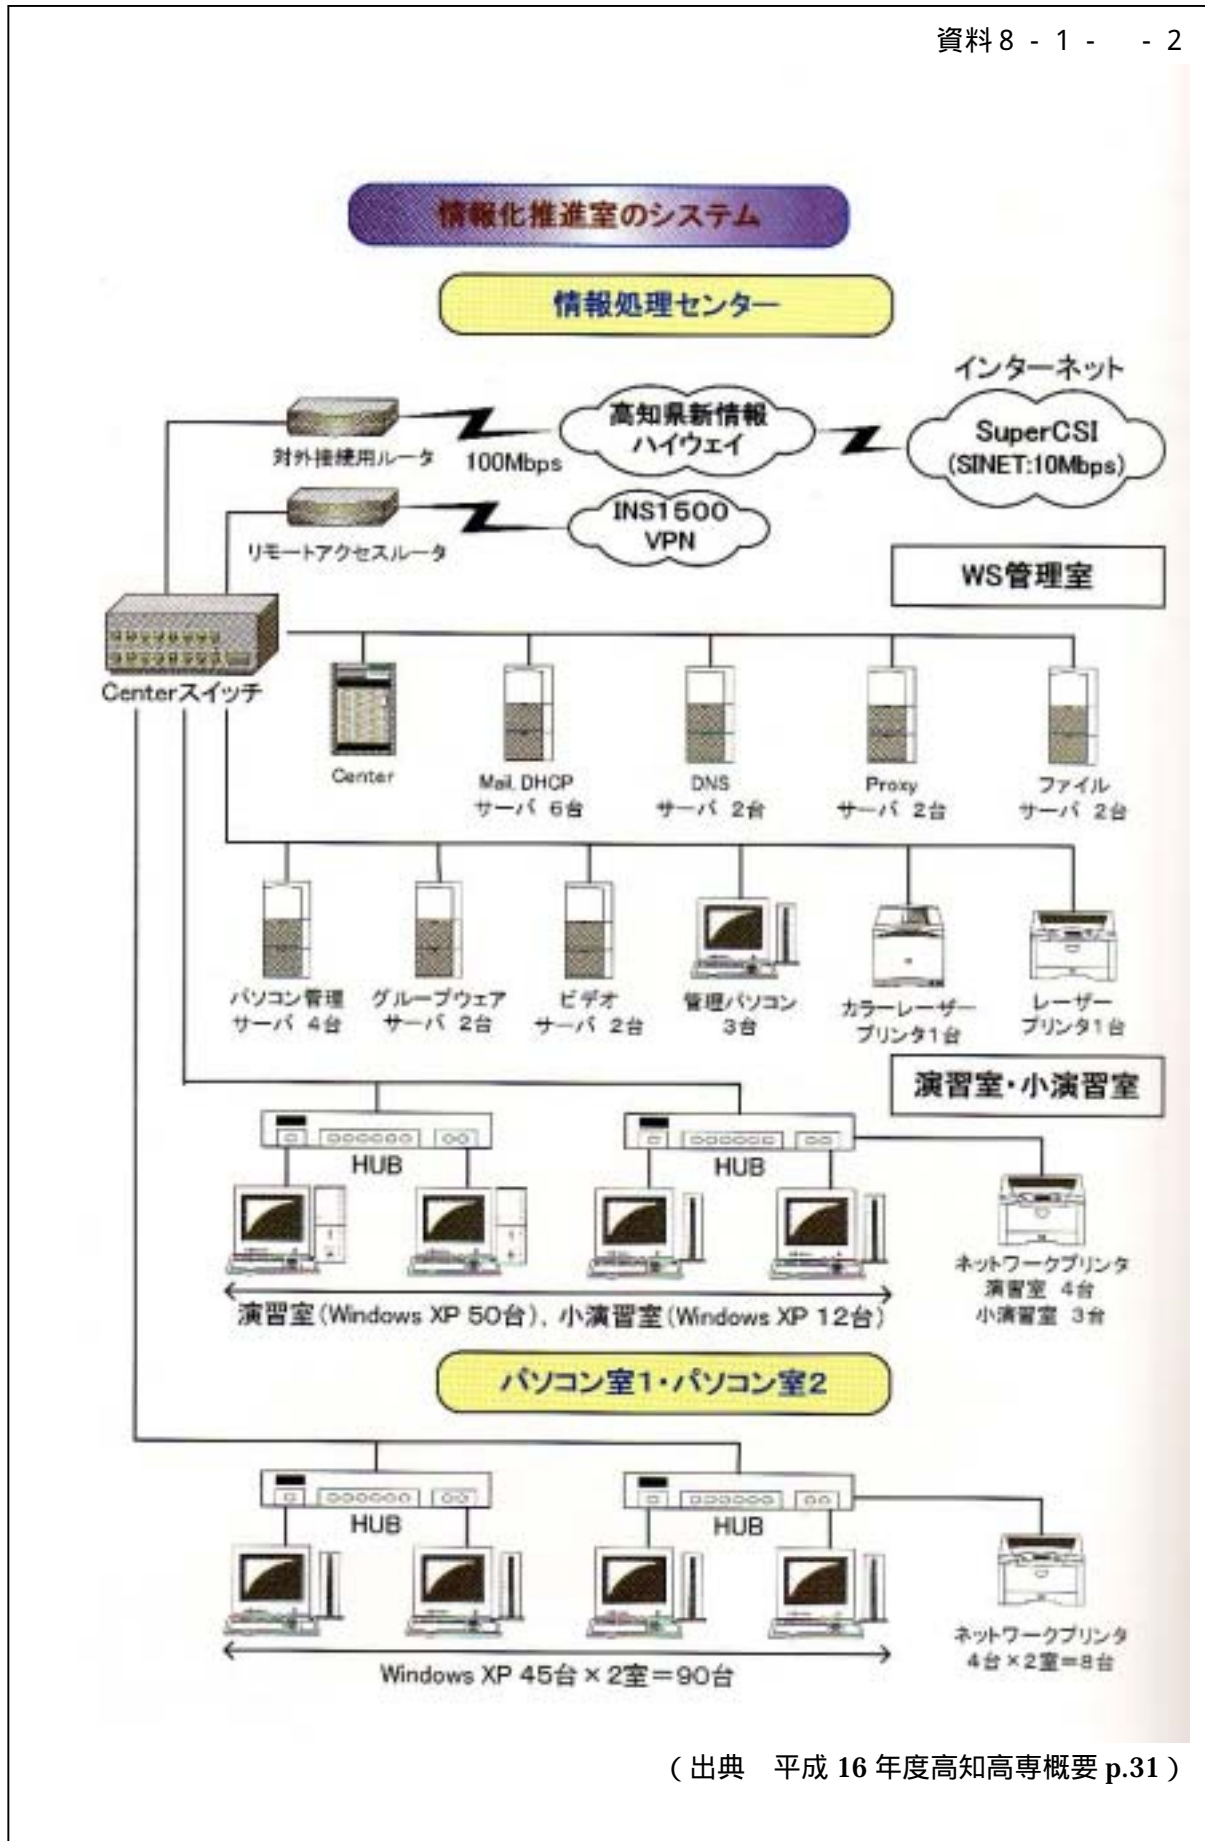 資料8-1- -2
情報化推進室のシステム
情報処理センター
インターネット
高知県新情報
ハイウェイ
SuperCSI
(SINET:10Mbps)
対外接続用ルータ
100Mbps
INS1500
VPN
リモートアクセスルータ
WS管理室
Centerスイッチ
Center
Mail, DHCP
サーバ 6台
DNS
サーバ 2台
Proxy
サーバ 2台
ファイル
サーバ 2台
パソコン管理
サーバ 4台
グループウェア
サーバ 2台
ビデオ
サーバ 2台
管理パソコン
3台
カラーレーザー
プリンタ1台
レーザー
プリンタ1台
演習室・小演習室
HUB
HUB
ネットワークプリンタ
演習室 4台
小演習室 3台
演習室(Windows XP 50台), 小演習室(Windows XP 12台)
パソコン室1・パソコン室2
HUB
HUB
ネットワークプリンタ
4台×2室=8台
Windows XP 45台×2室=90台
(出典 平成16年度高知高専概要 p.31)